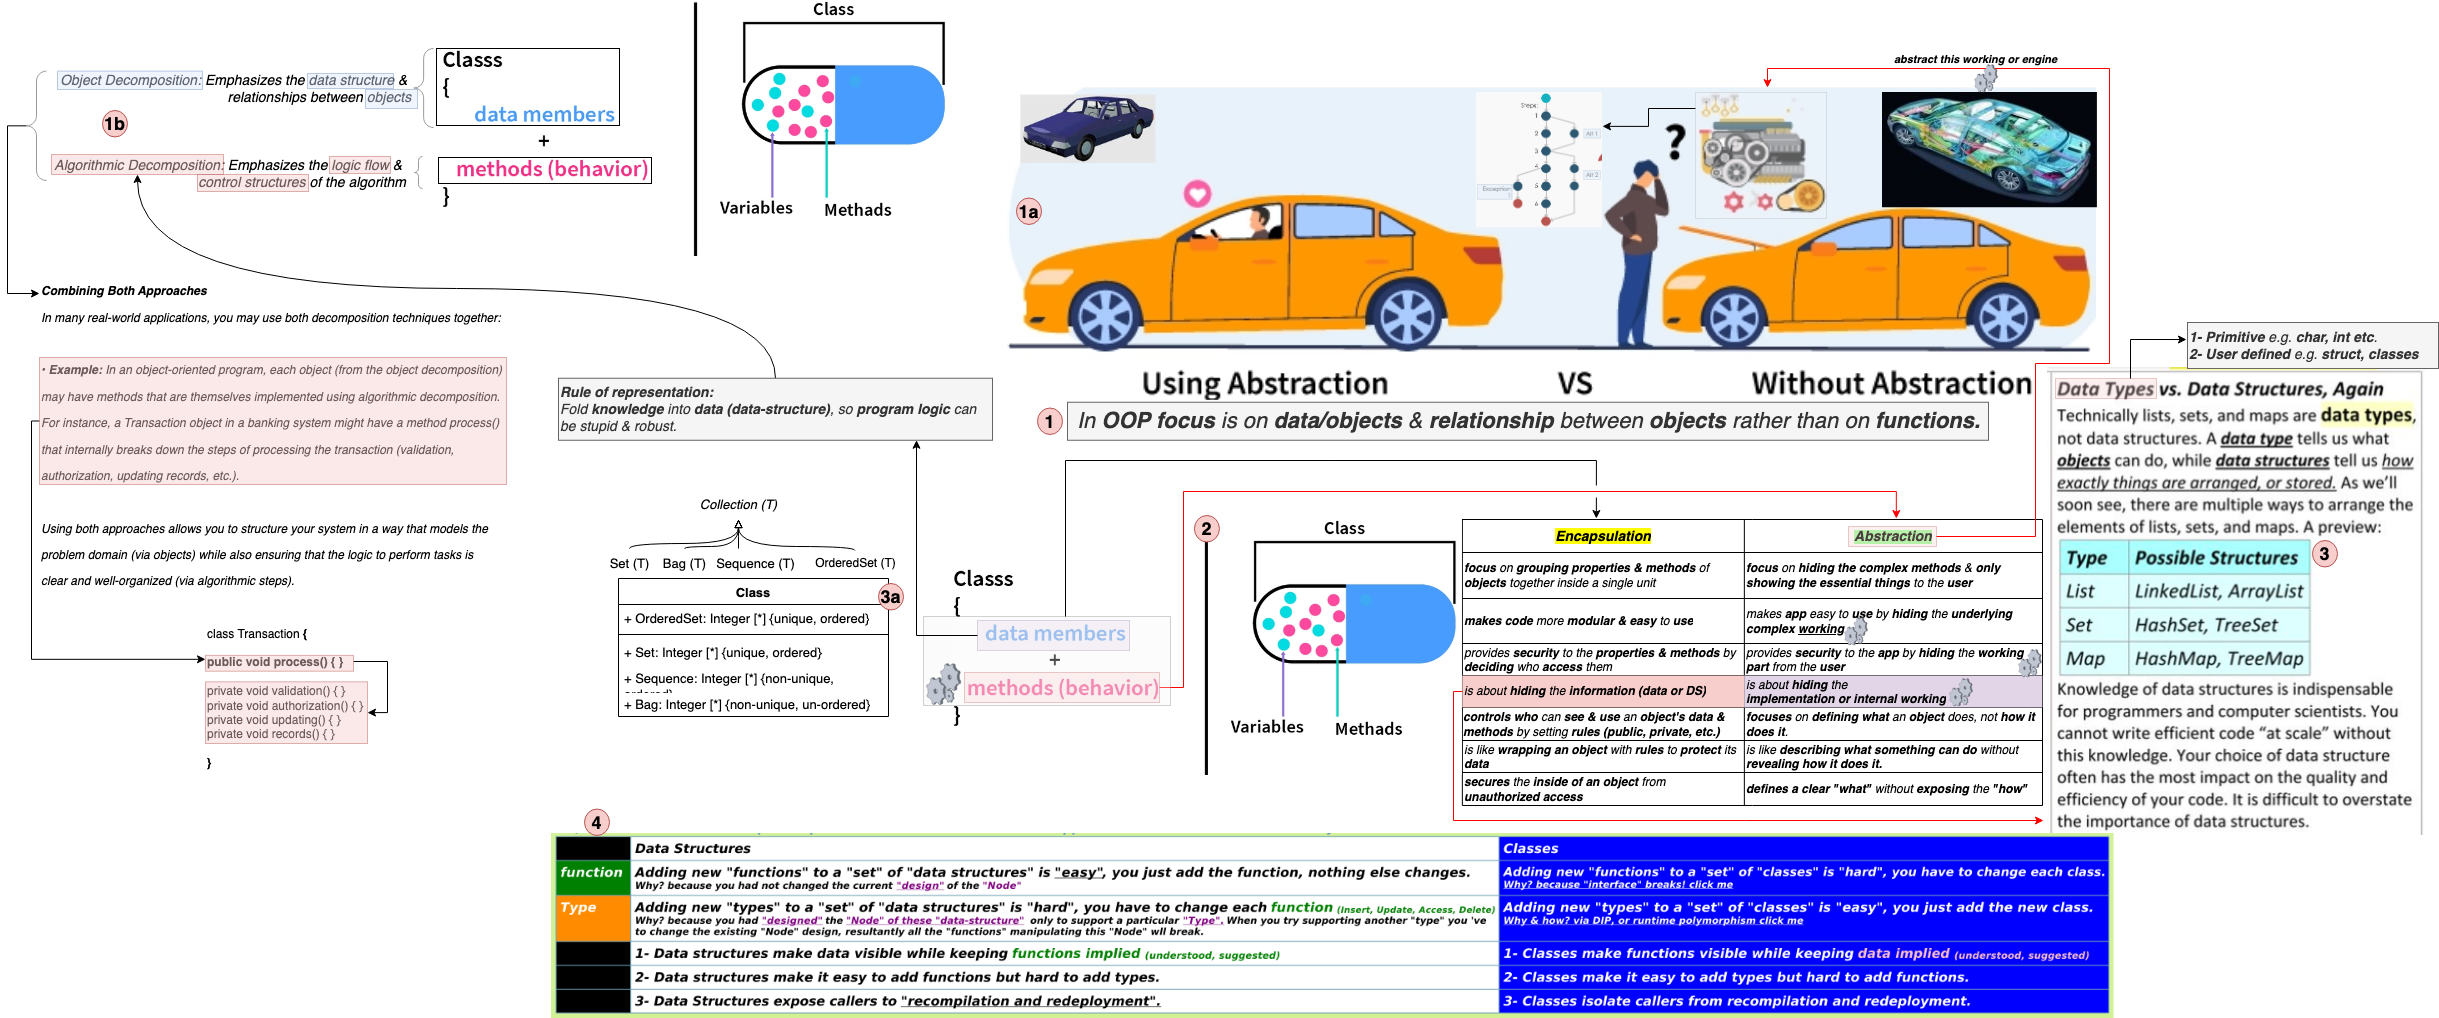 Class
Variables
Methads
Object Decomposition: Emphasizes the data structure &
relationships between objects
1b
Algorithmic Decomposition: Emphasizes the logic flow &
control structures of the algorithm
Classs
{
data members
+
methods (behavior)
}
Combining Both Approaches
In many real-world applications, you may use both decomposition techniques together:
• Example: In an object-oriented program, each object (from the object decomposition)
may have methods that are themselves implemented using algorithmic decomposition.
For instance, a Transaction object in a banking system might have a method process()
that internally breaks down the steps of processing the transaction (validation,
authorization, updating records, etc.).
Using both approaches allows you to structure your system in a way that models the
problem domain (via objects) while also ensuring that the logic to perform tasks is
clear and well-organized (via algorithmic steps).
class Transaction {
public void process() { }
private void validation() { }
private void authorization() { }
private void updating() { }
private void records() { }
}
Rule of representation:
Fold knowledge into data (data-structure), so program logic can
be stupid & robust.
Collection (T)
Set (T)
Bag (T)
Sequence (T)
OrderedSet (T)
3a
Class
+ OrderedSet: Integer [*] {unique, ordered}
+ Set: Integer [*] {unique, ordered}
+ Sequence: Integer [*] {non-unique,
+ Bag: Integer [*] {non-unique, un-ordered}
Classs
{
data members
+
methods (behavior)
}
abstract this working or engine
1a
Steps:
1
2
3
4
5
6
Alt 1
Alt 2
Exception
?
Using Abstraction
VS
Without Abstraction
1
In OOP focus is on data/objects & relationship between objects rather than on functions.
2
Class
Variables
Methads
Encapsulation
Abstraction
focus on grouping properties & methods of
objects together inside a single unit
focus on hiding the complex methods & only
showing the essential things to the user
makes code more modular & easy to use
makes app easy to use by hiding the underlying
complex working
provides security to the properties & methods by
deciding who access them
provides security to the app by hiding the working
part from the user
is about hiding the information (data or DS)
is about hiding the
implementation or internal working
controls who can see & use an object's data &
methods by setting rules (public, private, etc.)
focuses on defining what an object does, not how it
does it.
is like wrapping an object with rules to protect its
data
is like describing what something can do without
revealing how it does it.
secures the inside of an object from
unauthorized access
defines a clear "what" without exposing the "how"
1- Primitive e.g. char, int etc.
2- User defined e.g. struct, classes
Data Types vs. Data Structures, Again
Technically lists, sets, and maps are data types,
not data structures. A data type tells us what
objects can do, while data structures tell us how
exactly things are arranged, or stored. As we'll
soon see, there are multiple ways to arrange the
elements of lists, sets, and maps. A preview:
3
Type
Possible Structures
List
LinkedList, ArrayList
Set
HashSet, TreeSet
Map
HashMap, TreeMap
Knowledge of data structures is indispensable
for programmers and computer scientists. You
cannot write efficient code “at scale” without
this knowledge. Your choice of data structure
often has the most impact on the quality and
efficiency of your code. It is difficult to overstate
the importance of data structures.
4
Data Structures
Classes
function
Adding new "functions" to a "set" of "data structures" is "easy", you just add the function, nothing else changes.
Why? because you had not changed the current "design" of the "Node"
Adding new "functions" to a "set" of "classes" is "hard", you have to change each class.
Why? because "interface" breaks! click me
Type
Adding new "types" to a "set" of "data structures" is "hard", you have to change each function (Insert, Update, Access, Delete)
Why? because you had "designed" the "Node" of these "data-structure" only to support a particular "Type". When you try supporting another "type" you 've
to change the existing "Node" design, resultantly all the "functions" manipulating this "Node" wll break.
Adding new "types" to a "set" of "classes" is "easy", you just add the new class.
Why & how? via DIP, or runtime polymorphism click me
1- Data structures make data visible while keeping functions implied (understood, suggested)
1- Classes make functions visible while keeping data implied (understood, suggested)
2- Data structures make it easy to add functions but hard to add types.
2- Classes make it easy to add types but hard to add functions.
3- Data Structures expose callers to "recompilation and redeployment".
3- Classes isolate callers from recompilation and redeployment.